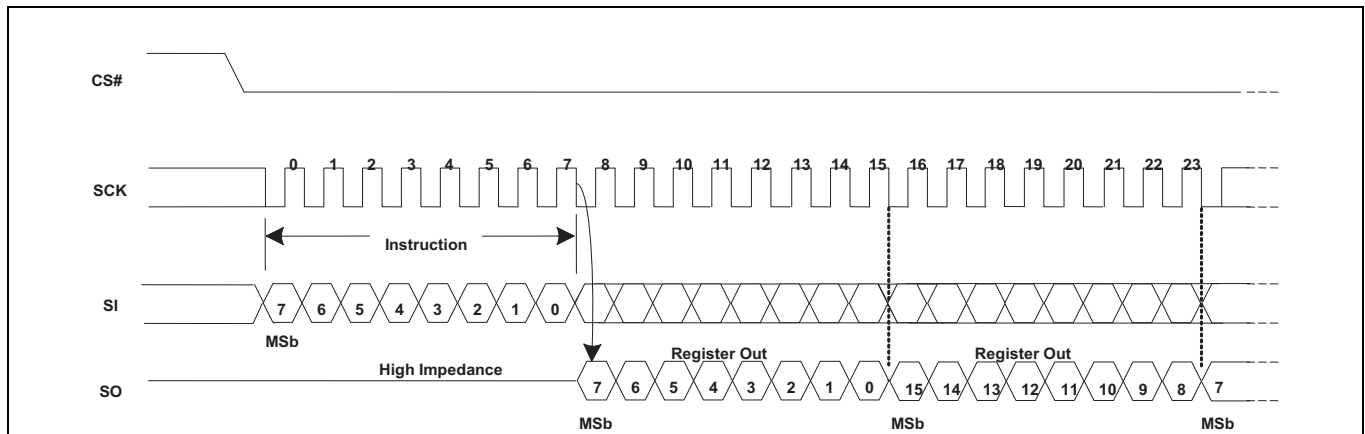 CS#
0 1 2 3 4 5 6 7 8 9 10 11 12 13 14 15 16 17 18 19 20 21 22 23
SCK
Instruction
SI
7 6 5 4 3 2 1 0
MSb
High Impedance
Register Out
Register Out
SO
7 6 5 4 3 2 1 0 15 14 13 12 11 10 9 8 7
MSb
MSb
MSb